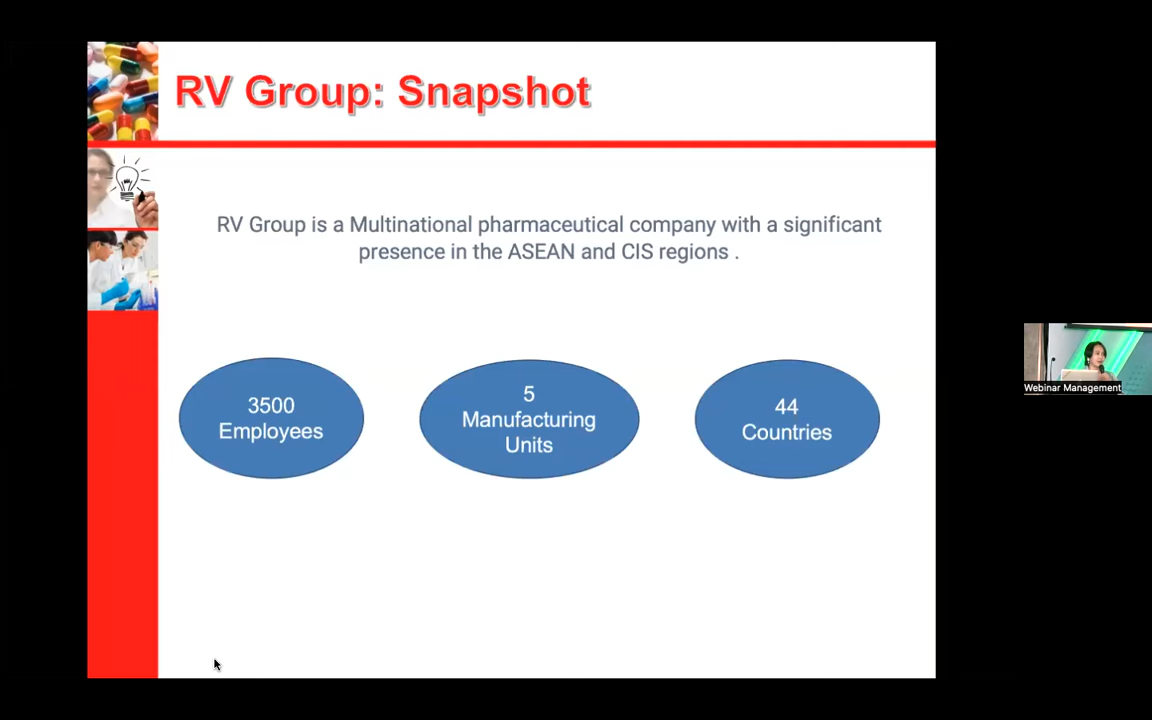 RV Group: Snapshot
RV Group is a Multinational pharmaceutical company with a significant
presence in the ASEAN and CIS regions .
3500
Employees
5
Manufacturing
Units
44
Countries
Webinar Management